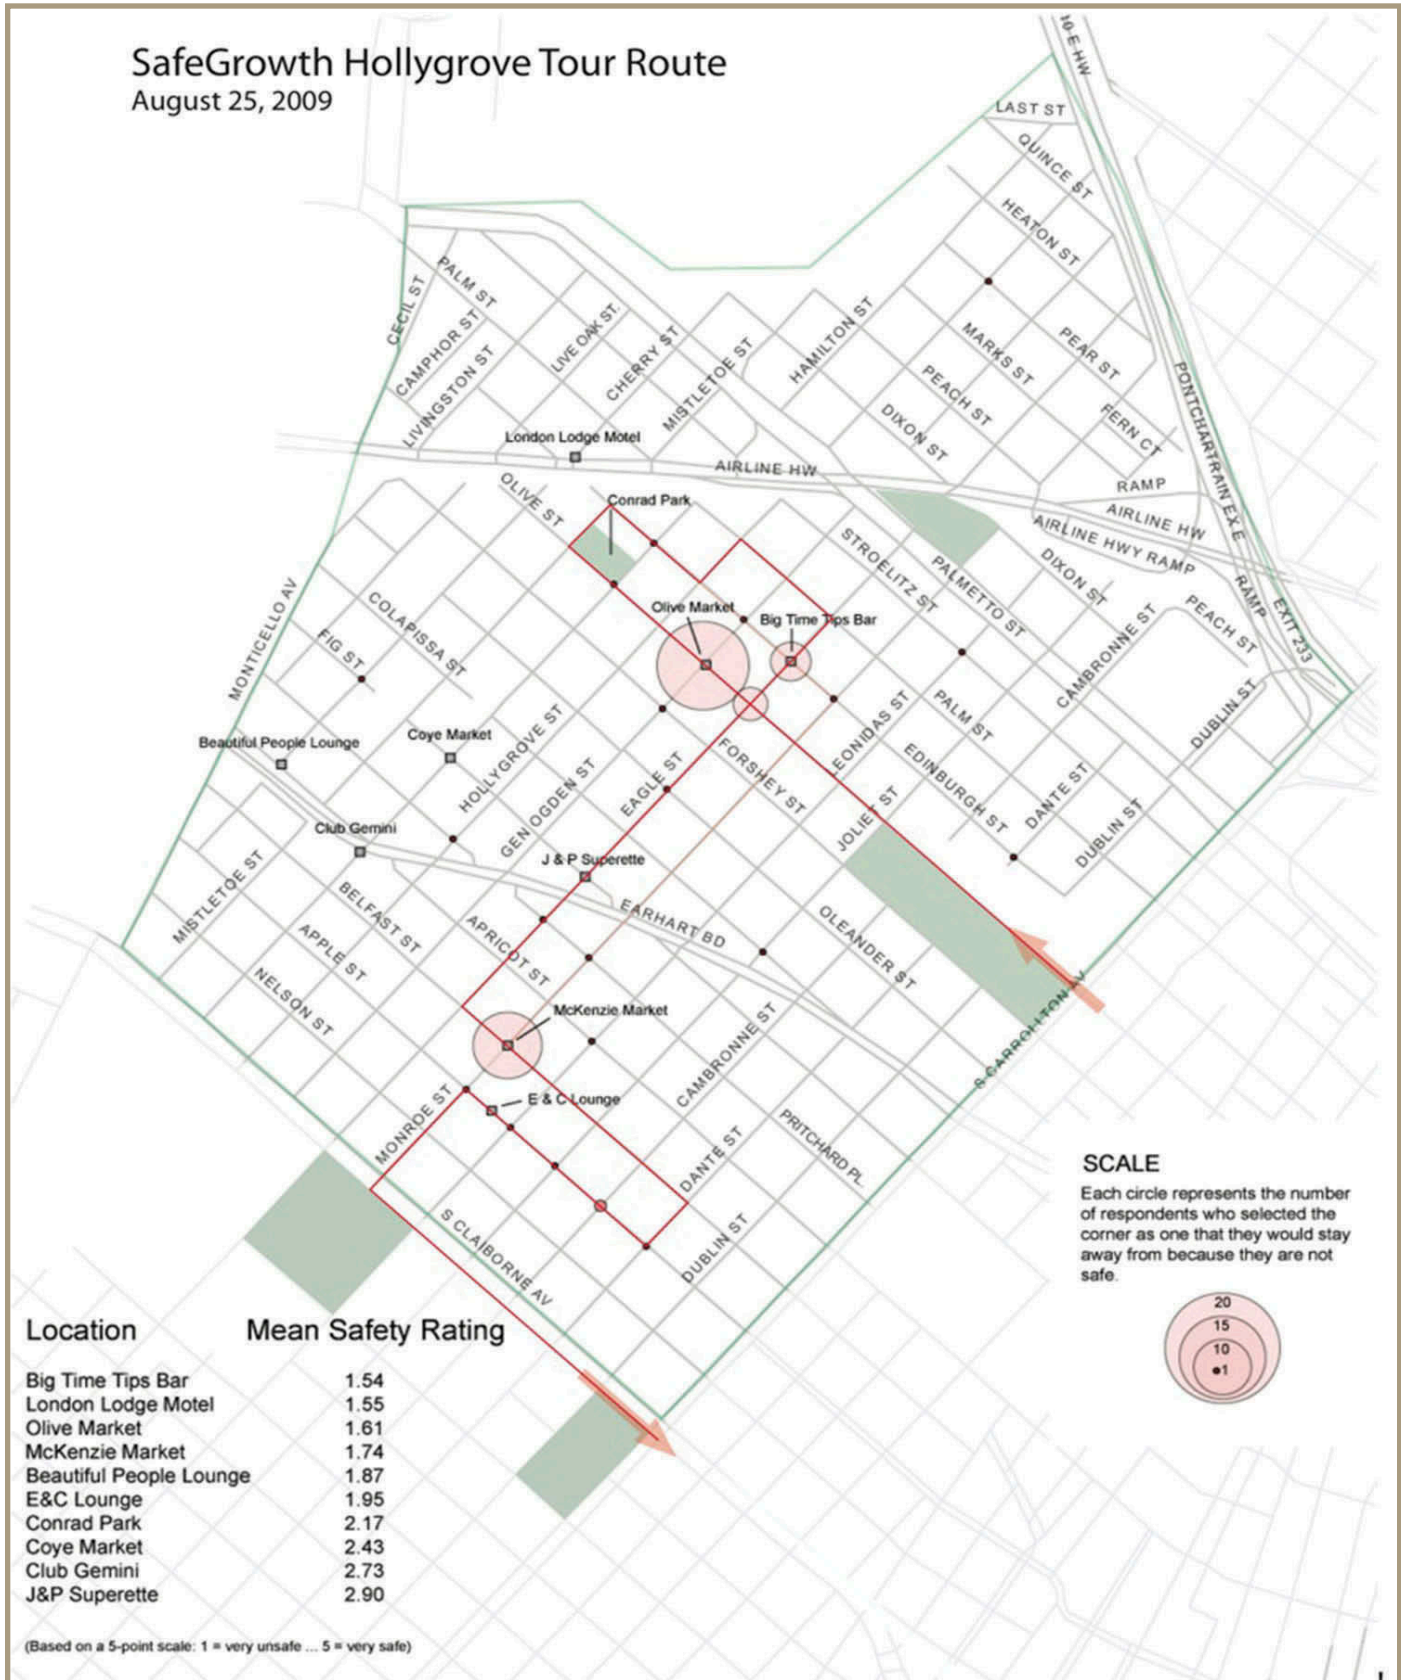 SafeGrowth Hollygrove Tour Route
August 25, 2009
10 E HW
LAST ST
QUINCE ST
HEATON ST
PALM ST
CECIL ST
CAMPHOR ST
LIVINGSTON ST
LIVE OAK ST.
CHERRY ST
MISTLETOE ST
HAMILTON ST
MARKS ST
PEAR ST
PEACH ST
DIXON ST
FERN CT
PONTCHARTRAIN EX E
London Lodge Motel
AIRLINE HW
RAMP
AIRLINE HW
AIRLINE HWY RAMP
OLIVE ST
Conrad Park
STROELITZ ST
PALMETTO ST
DIXON ST
RAMP
EXIT 233
PEACH ST
CAMBRONNE ST
MONTICELLO AV
COLAPISSA ST
FIG ST
Olive Market
Big Time Tips Bar
LEONIDAS ST
PALM ST
DUBLIN ST
Beautiful People Lounge
Coye Market
HOLLYGROVE ST
GEN OGDEN ST
EAGLE ST
FORSHEY ST
EDINBURGH ST
DANTE ST
DUBLIN ST
JOLIET ST
Club Gemini
J & P Superette
MISTLETOE ST
BELFAST ST
APPLE ST
NELSON ST
APRICOT ST
EARHART BD
OLEANDER ST
McKenzie Market
CAMBRONNE ST
S CARROLLTON AV
E & C Lounge
MONROE ST
DANTE ST
PRITCHARD PL.
S CLAIBORNE AV
DUBLIN ST
SCALE
Each circle represents the number
of respondents who selected the
corner as one that they would stay
away from because they are not
safe.
20
15
10
1
Location Mean Safety Rating
Big Time Tips Bar 1.54
London Lodge Motel 1.55
Olive Market 1.61
McKenzie Market 1.74
Beautiful People Lounge 1.87
E&C Lounge 1.95
Conrad Park 2.17
Coye Market 2.43
Club Gemini 2.73
J&P Superette 2.90
(Based on a 5-point scale: 1 = very unsafe ... 5 = very safe)